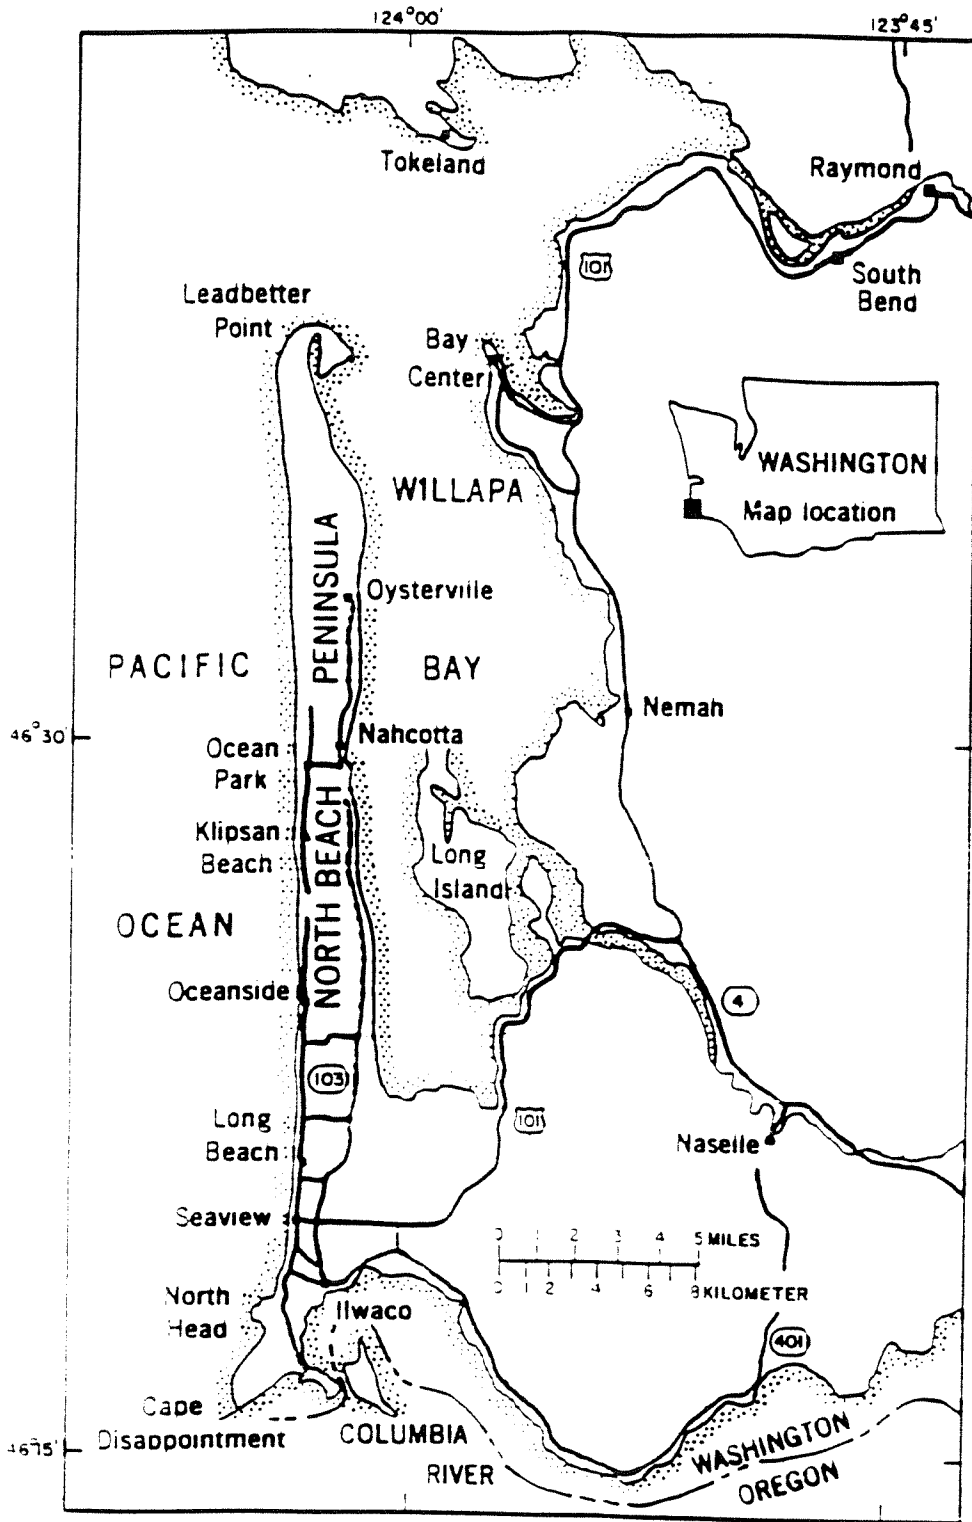 124°00'
123°45'
Tokeland
Raymond
101
South
Bend
Leadbetter
Point
Bay
Center
WILLAPA
WASHINGTON
Map location
PENINSULA
Oysterville
PACIFIC
BAY
Nemah
46°30'
Ocean
Park
Nahcotta
Klipsan
Beach
NORTH BEACH
Long
Island
OCEAN
Oceanside
4
103
101
Long
Beach
Naselle
Seaview
0 1 2 3 4 5 MILES
0 1 2 4 6 8 KILOMETER
North
Head
Ilwaco
401
Cape
Disappointment
COLUMBIA
RIVER
WASHINGTON
OREGON
46°15'